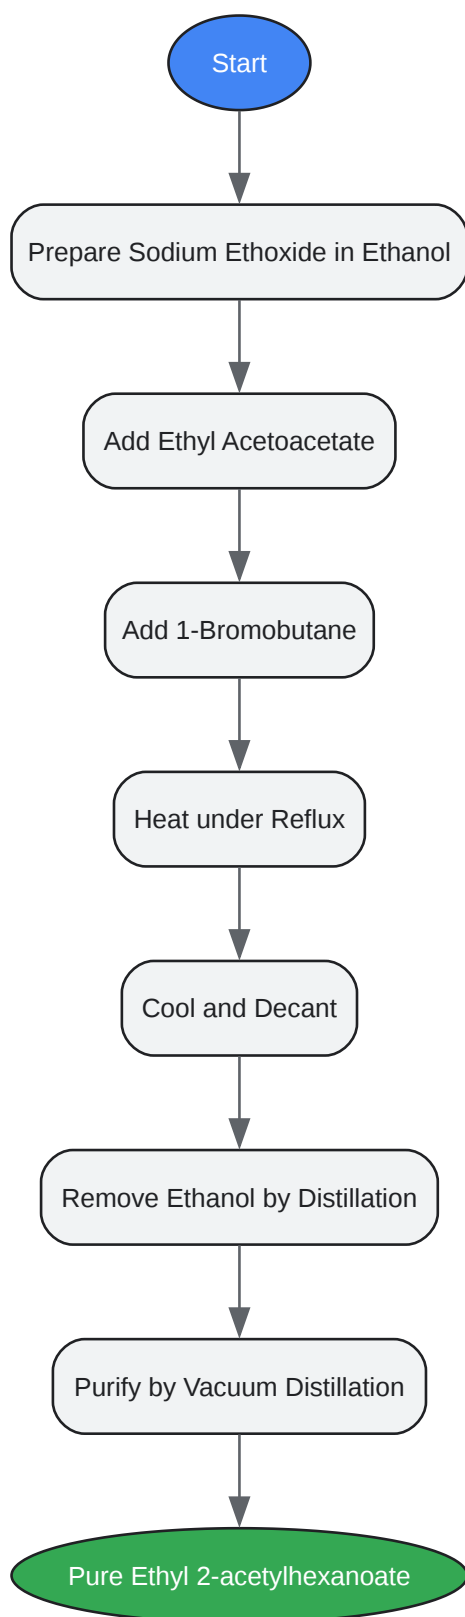 Start
Prepare Sodium Ethoxide in Ethanol
Add Ethyl Acetoacetate
Add 1-Bromobutane
Heat under Reflux
Cool and Decant
Remove Ethanol by Distillation
Purify by Vacuum Distillation
Pure Ethyl 2-acetylhexanoate